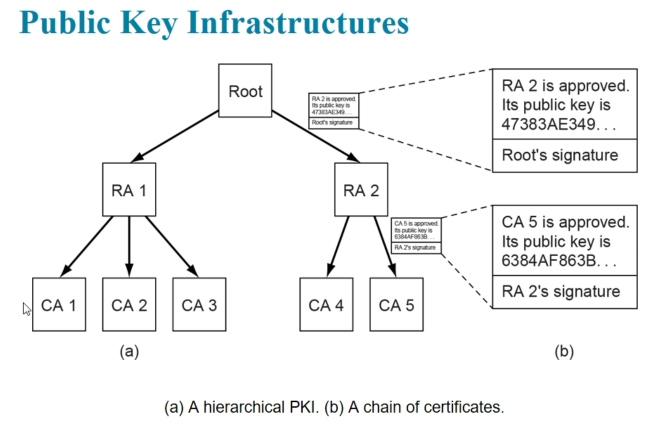 Public Key Infrastructures
Root
RA 2 is approved.
Its public key is
47383AE349. . .
Root's signature
RA 2 is approved.
Its public key is
47383AE349. . .
Root's signature
RA 1
RA 2
CA 5 is approved.
Its public key is
6384AF863B. . .
RA 2's signature
CA 5 is approved.
Its public key is
6384AF863B. . .
RA 2's signature
CA 1
CA 2
CA 3
CA 4
CA 5
(a)
(b)
(a) A hierarchical PKI. (b) A chain of certificates.